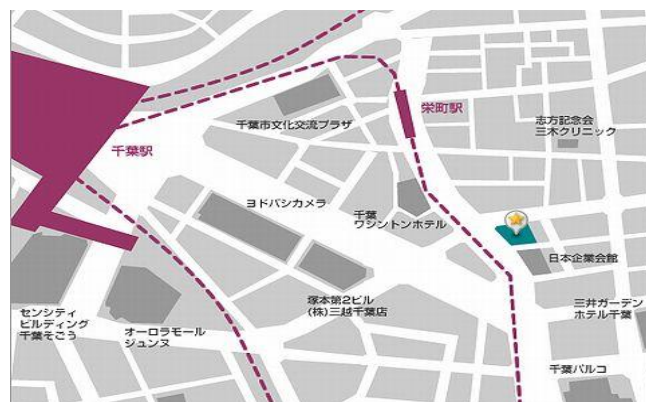 栄町駅
志方記念会
三木クリニック
千葉市文化交流プラザ
千葉駅
ヨドバシカメラ
千葉
ワシントンホテル
日本企業会館
塚本第2ビル
(株)三越千葉店
三井ガーデン
ホテル千葉
センシティ
ビルディング
千葉そごう
オーロラモール
ジュンヌ
千葉パルコ